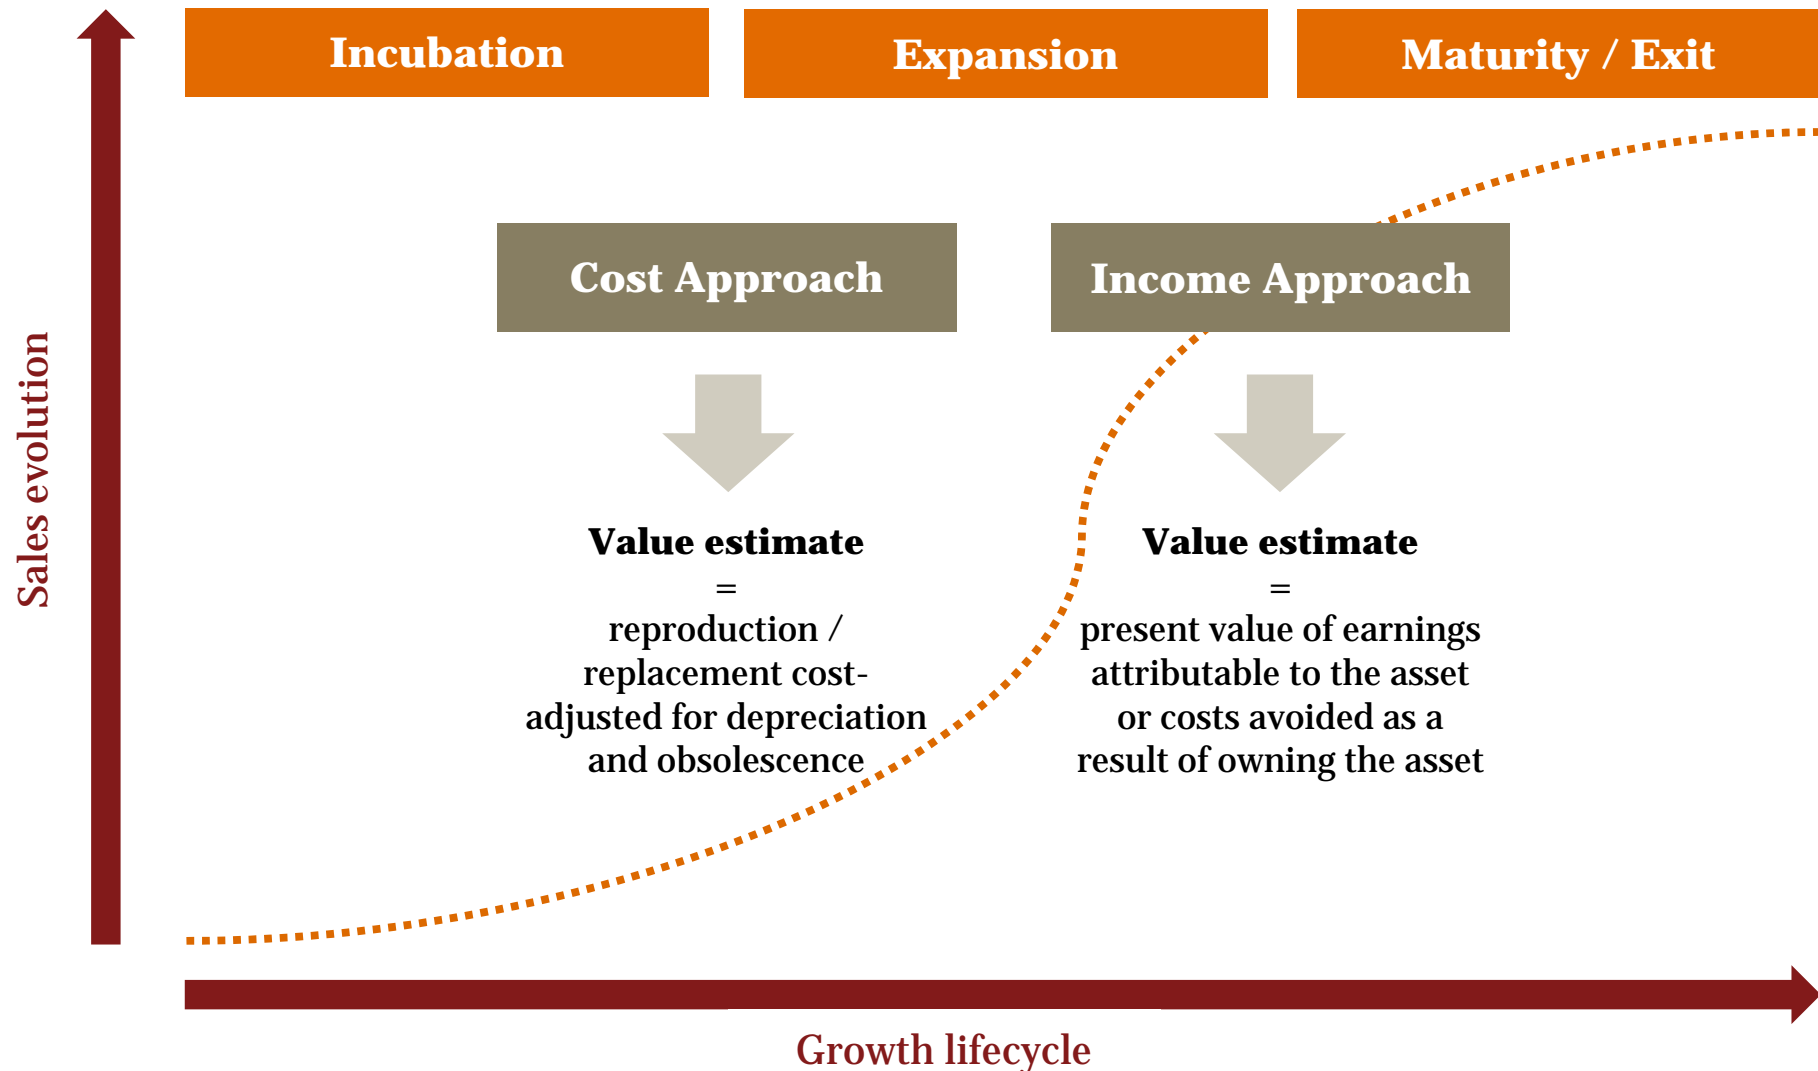 Incubation
Expansion
Maturity / Exit
Cost Approach
Income Approach
Sales evolution
Value estimate
=
reproduction /
replacement cost-
adjusted for depreciation
and obsolescence
Value estimate
=
present value of earnings
attributable to the asset
or costs avoided as a
result of owning the asset
Growth lifecycle